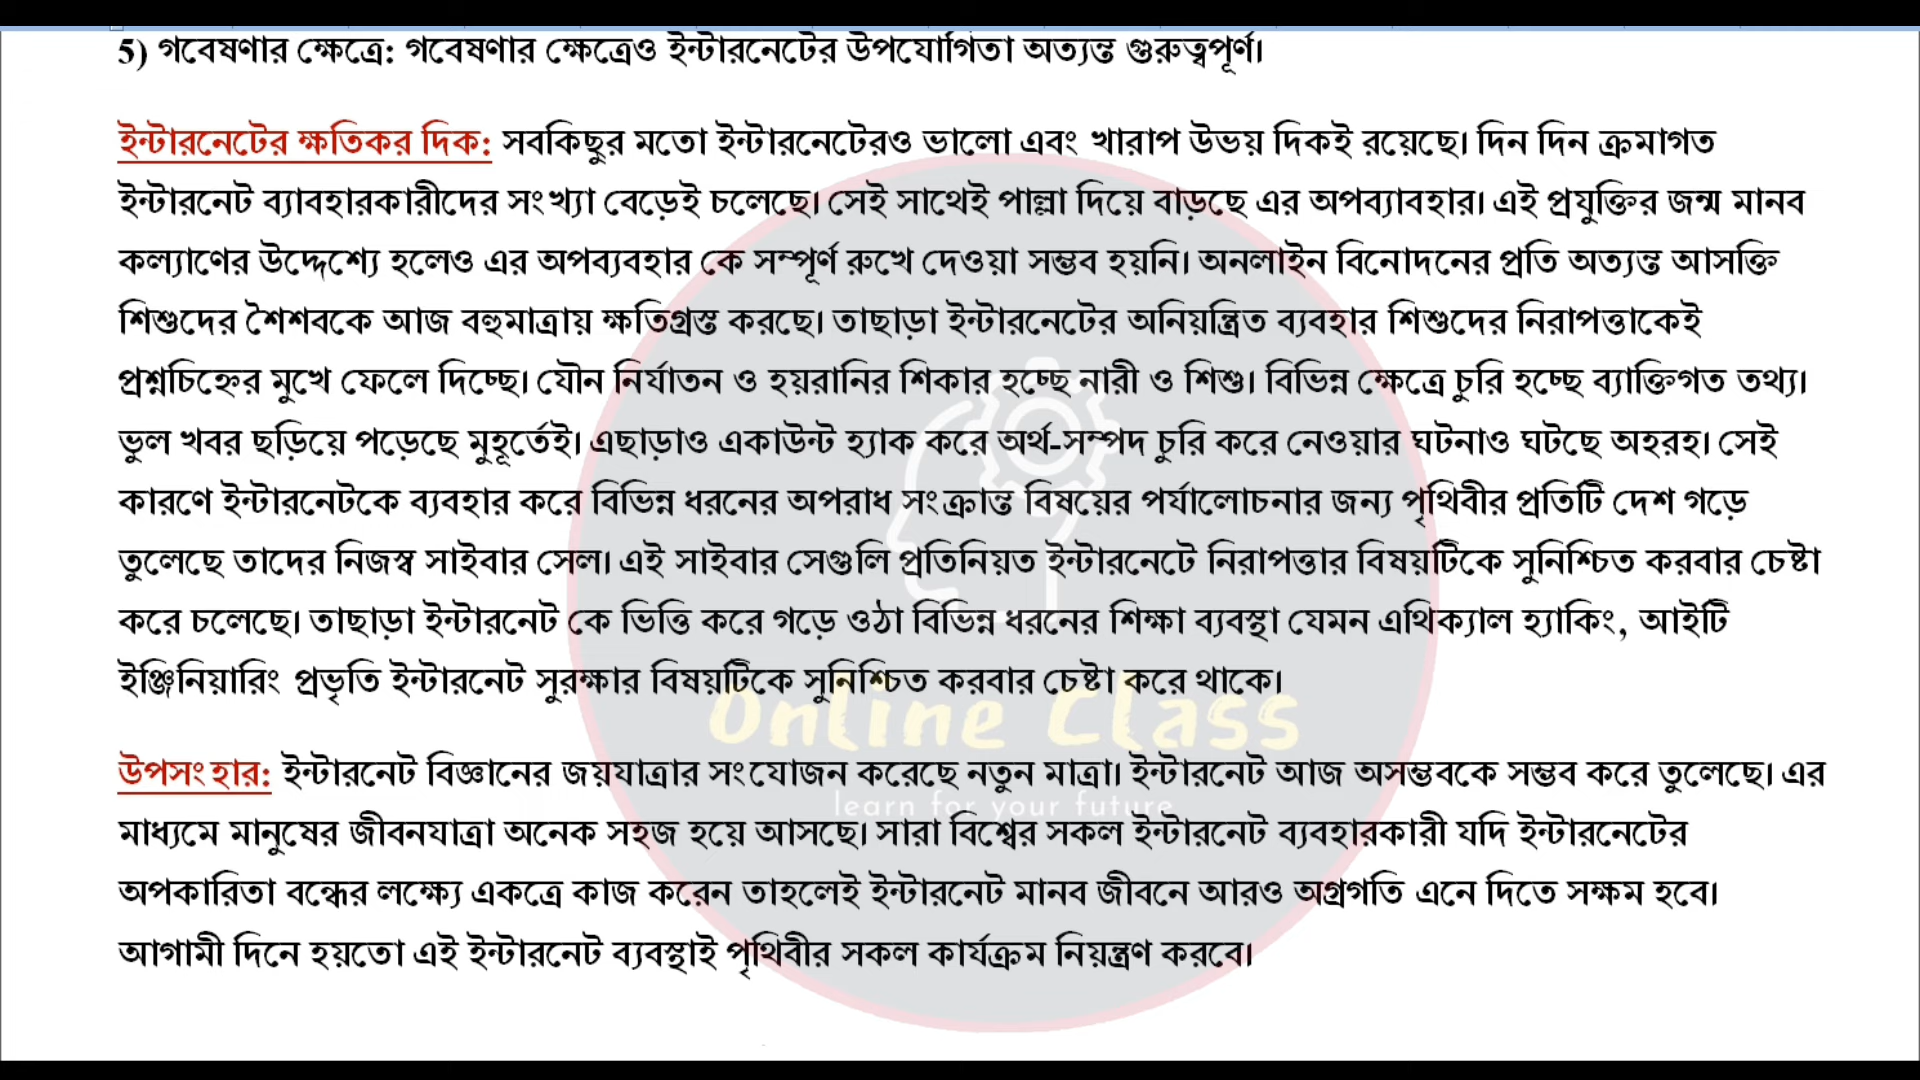 5) গবেষণার ক্ষেত্রে: গবেষণার ক্ষেত্রেও ইন্টারনেটের উপযোগিতা অত্যন্ত গুরুত্বপূর্ণ।
ইন্টারনেটের ক্ষতিকর দিক: সবকিছুর মতো ইন্টারনেটেরও ভালো এবং খারাপ উভয় দিকই রয়েছে। দিন দিন ক্রমাগত
ইন্টারনেট ব্যাবহারকারীদের সংখ্যা বেড়েই চলেছে। সেই সাথেই পাল্লা দিয়ে বাড়ছে এর অপব্যাবহার। এই প্রযুক্তির জন্ম মানব
কল্যাণের উদ্দেশ্যে হলেও এর অপব্যবহার কে সম্পূর্ণ রুখে দেওয়া সম্ভব হয়নি। অনলাইন বিনোদনের প্রতি অত্যন্ত আসক্তি
শিশুদের শৈশবকে আজ বহুমাত্রায় ক্ষতিগ্রস্ত করছে। তাছাড়া ইন্টারনেটের অনিয়ন্ত্রিত ব্যবহার শিশুদের নিরাপত্তাকেই
প্রশ্নচিহ্নের মুখে ফেলে দিচ্ছে। যৌন নির্যাতন ও হয়রানির শিকার হচ্ছে নারী ও শিশু। বিভিন্ন ক্ষেত্রে চুরি হচ্ছে ব্যাক্তিগত তথ্য।
ভুল খবর ছড়িয়ে পড়েছে মুহূর্তেই। এছাড়াও একাউন্ট হ্যাক করে অর্থ-সম্পদ চুরি করে নেওয়ার ঘটনাও ঘটছে অহরহ। সেই
কারণে ইন্টারনেটকে ব্যবহার করে বিভিন্ন ধরনের অপরাধ সংক্রান্ত বিষয়ের পর্যালোচনার জন্য পৃথিবীর প্রতিটি দেশ গড়ে
তুলেছে তাদের নিজস্ব সাইবার সেল। এই সাইবার সেগুলি প্রতিনিয়ত ইন্টারনেটে নিরাপত্তার বিষয়টিকে সুনিশ্চিত করবার চেষ্টা
করে চলেছে। তাছাড়া ইন্টারনেট কে ভিত্তি করে গড়ে ওঠা বিভিন্ন ধরনের শিক্ষা ব্যবস্থা যেমন এথিক্যাল হ্যাকিং, আইটি
ইঞ্জিনিয়ারিং প্রভৃতি ইন্টারনেট সুরক্ষার বিষয়টিকে সুনিশ্চিত করবার চেষ্টা করে থাকে।
Online Class
উপসংহার: ইন্টারনেট বিজ্ঞানের জয়যাত্রার সংযোজন করেছে নতুন মাত্রা। ইন্টারনেট আজ অসম্ভবকে সম্ভব করে তুলেছে। এর
learn for your future
মাধ্যমে মানুষের জীবনযাত্রা অনেক সহজ হয়ে আসছে। সারা বিশ্বের সকল ইন্টারনেট ব্যবহারকারী যদি ইন্টারনেটের
অপকারিতা বন্ধের লক্ষ্যে একত্রে কাজ করেন তাহলেই ইন্টারনেট মানব জীবনে আরও অগ্রগতি এনে দিতে সক্ষম হবে।
আগামী দিনে হয়তো এই ইন্টারনেট ব্যবস্থাই পৃথিবীর সকল কার্যক্রম নিয়ন্ত্রণ করবে।